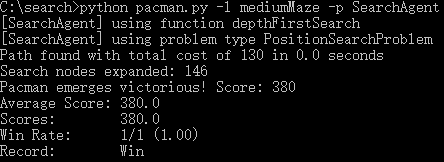 C:\search>python pacman.py -l mediumMaze -p SearchAgent
[SearchAgent] using function depthFirstSearch
[SearchAgent] using problem type PositionSearchProblem
Path found with total cost of 130 in 0.0 seconds
Search nodes expanded: 146
Pacman emerges victorious! Score: 380
Average Score: 380.0
Scores:        380.0
Win Rate:      1/1 (1.00)
Record:        Win